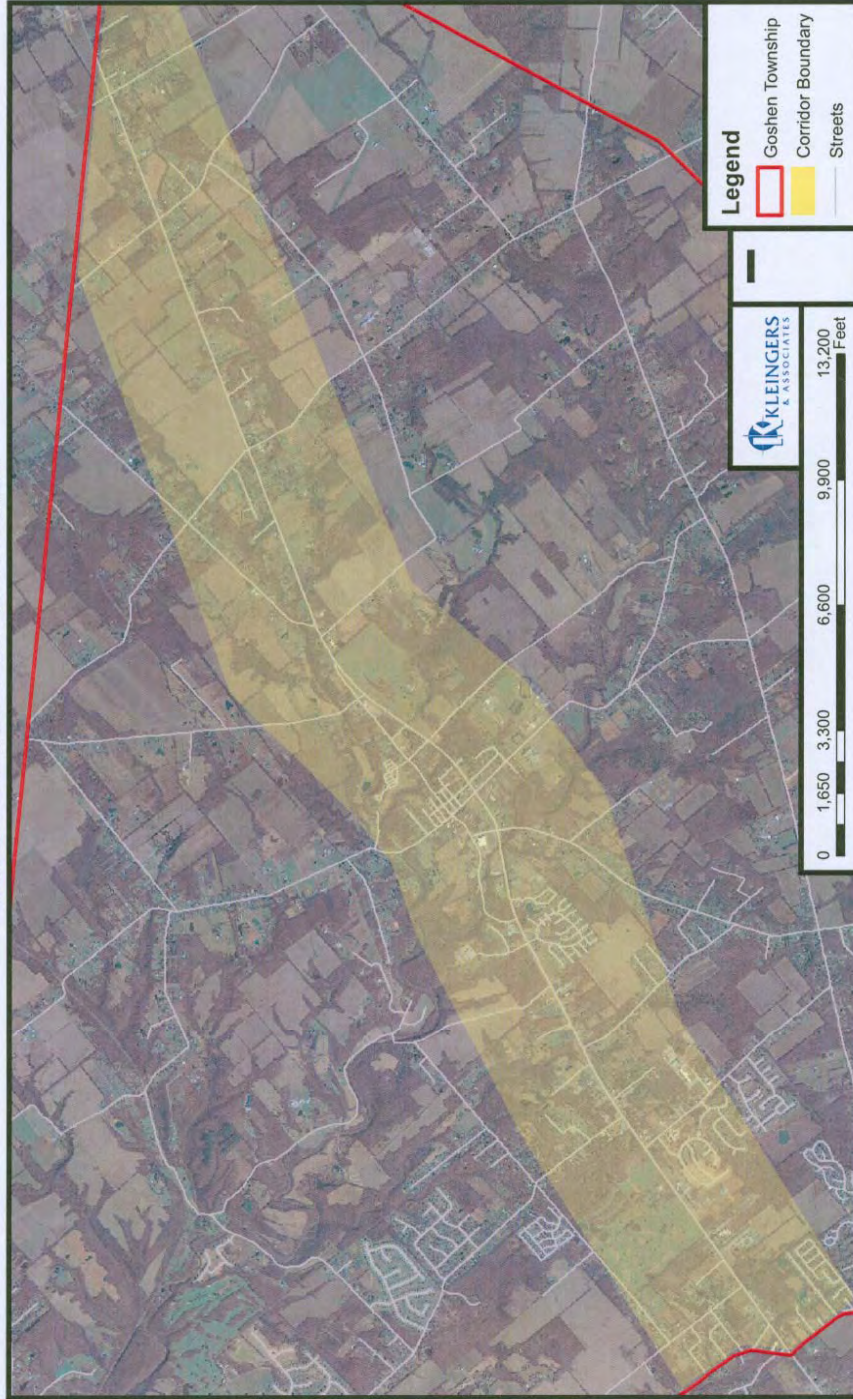 Legend
Goshen Township
Corridor Boundary
Streets
KLEINGERS
& ASSOCIATES
0 1,650 3,300 6,600 9,900 13,200
Feet